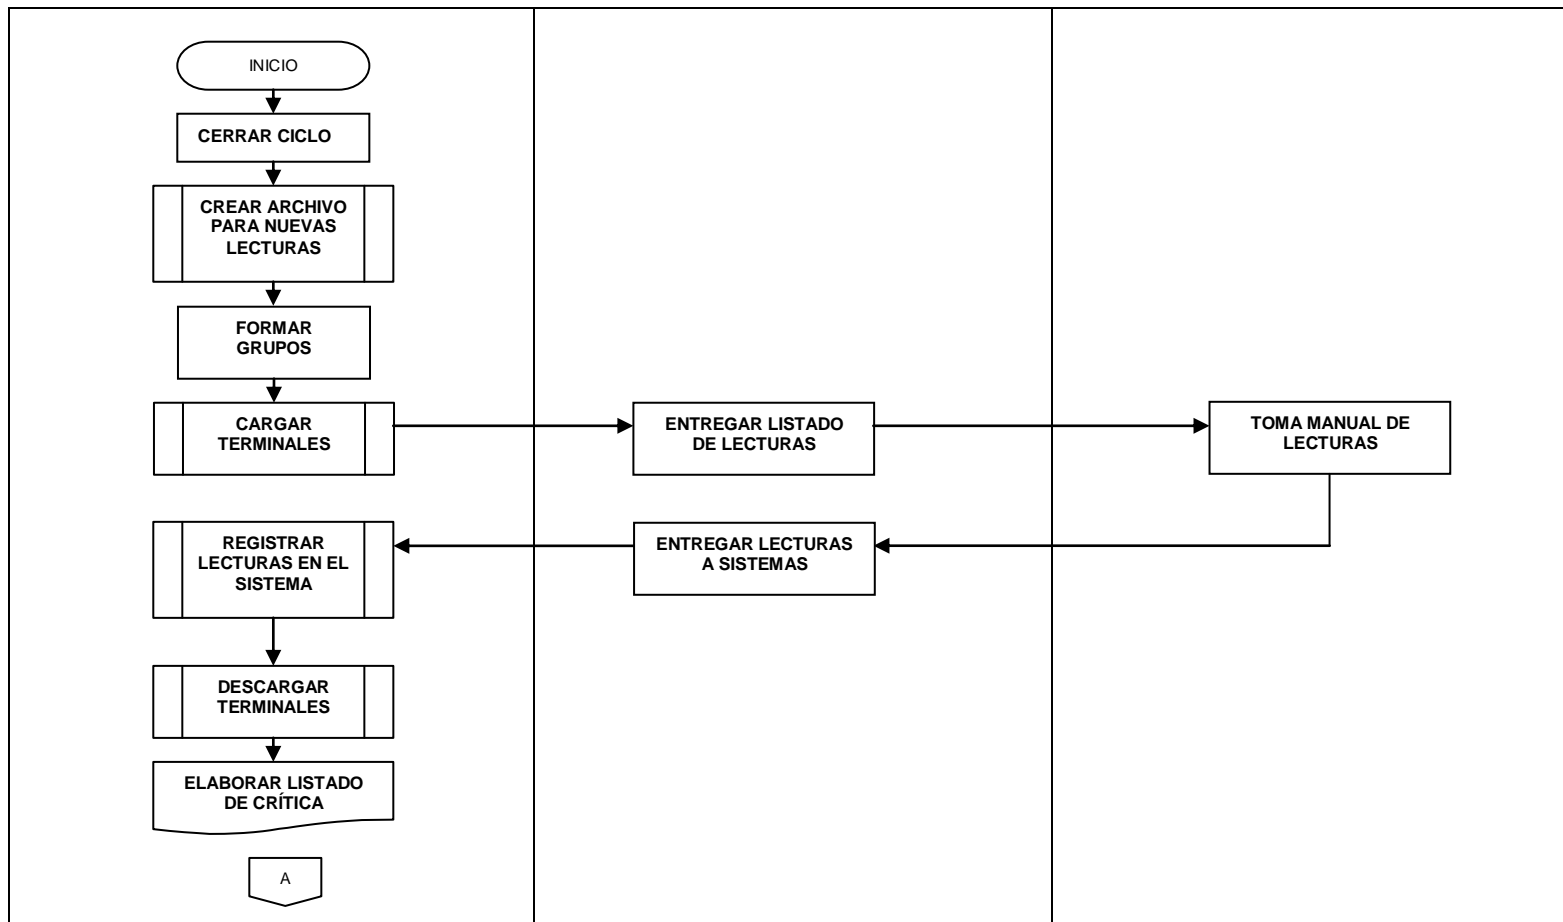 INICIO
CERRAR CICLO
CREAR ARCHIVO
PARA NUEVAS
LECTURAS
FORMAR
GRUPOS
CARGAR
TERMINALES
ENTREGAR LISTADO
DE LECTURAS
TOMA MANUAL DE
LECTURAS
REGISTRAR
LECTURAS EN EL
SISTEMA
ENTREGAR LECTURAS
A SISTEMAS
DESCARGAR
TERMINALES
ELABORAR LISTADO
DE CRÍTICA
A